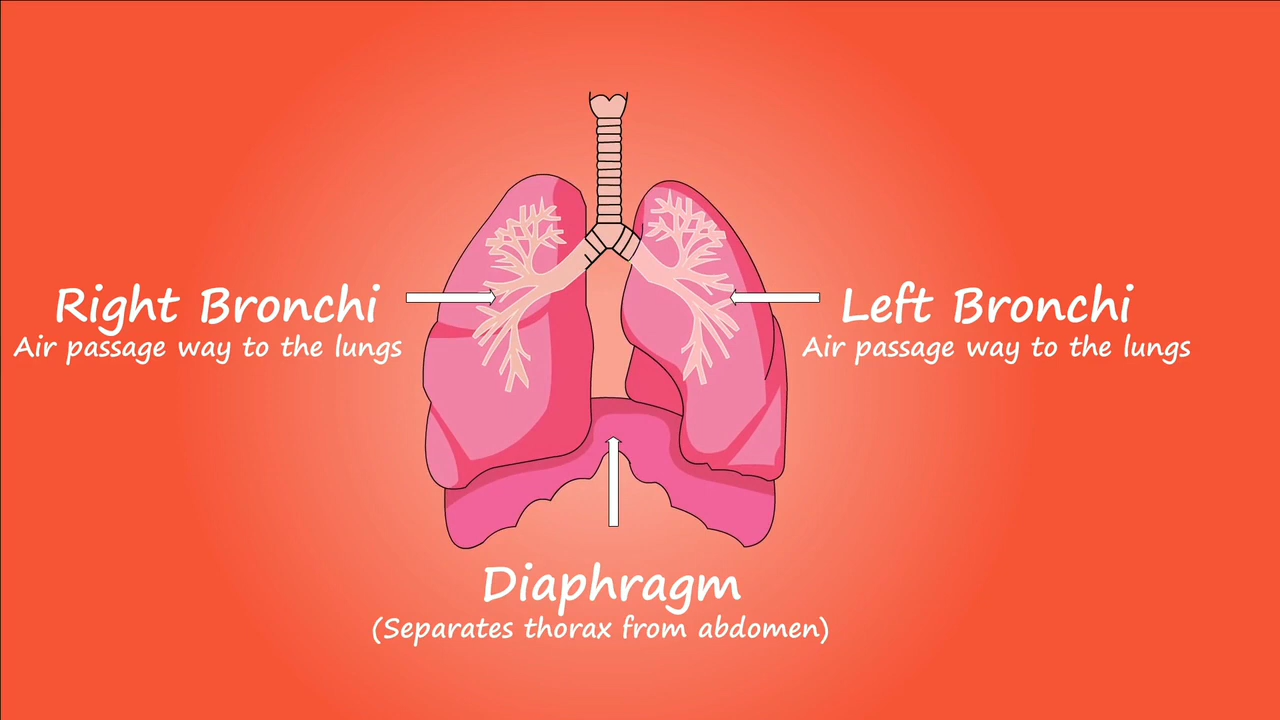 Right Bronchi
Air passage way to the lungs
Left Bronchi
Air passage way to the lungs
Diaphragm
(Separates thorax from abdomen)